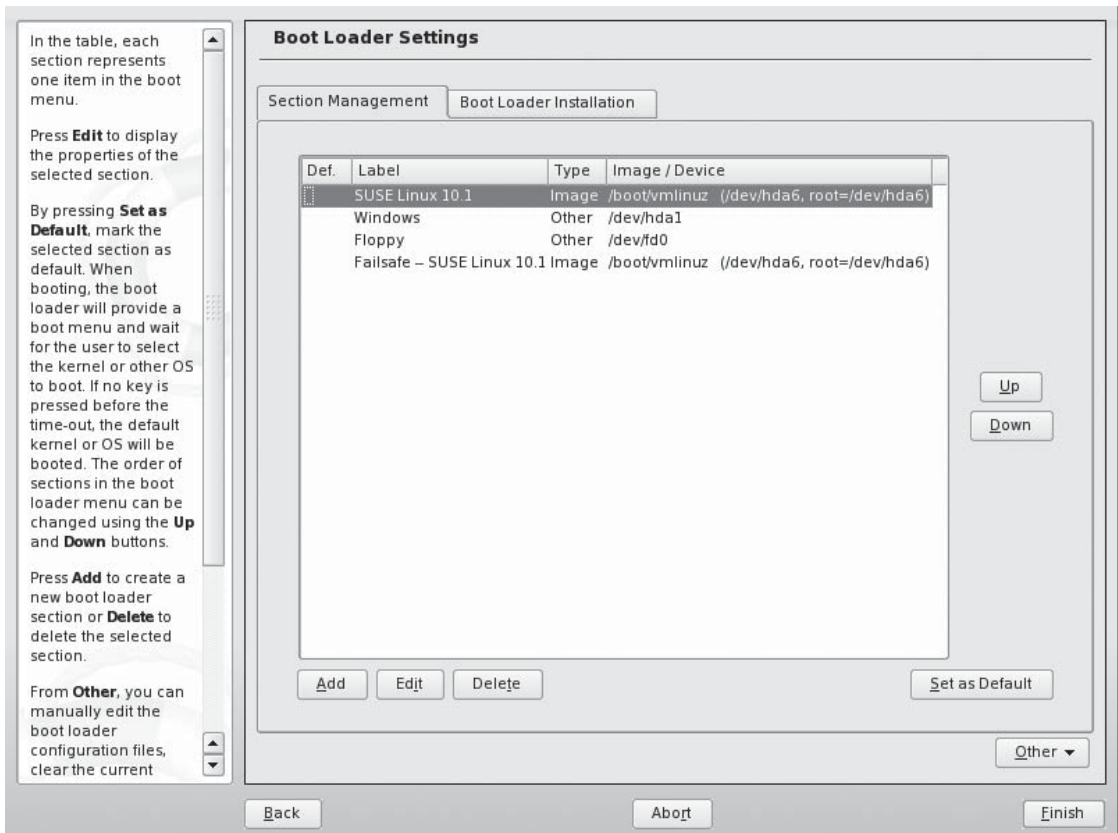 In the table, each
section represents
one item in the boot
menu.
Press Edit to display
the properties of the
selected section.
By pressing Set as
Default, mark the
selected section as
default. When
booting, the boot
loader will provide a
boot menu and wait
for the user to select
the kernel or other OS
to boot. If no key is
pressed before the
time-out, the default
kernel or OS will be
booted. The order of
sections in the boot
loader menu can be
changed using the Up
and Down buttons.
Press Add to create a
new boot loader
section or Delete to
delete the selected
section.
From Other, you can
manually edit the
boot loader
configuration files,
clear the current
Boot Loader Settings
Section Management Boot Loader Installation
Def. Label Type Image / Device
SUSE Linux 10.1 Image /boot/vmlinuz (/dev/hda6, root=/dev/hda6)
Windows Other /dev/hda1
Floppy Other /dev/fd0
Failsafe – SUSE Linux 10.1 Image /boot/vmlinuz (/dev/hda6, root=/dev/hda6)
Up
Down
Add Edit Delete Set as Default
Other
Back Abort Finish